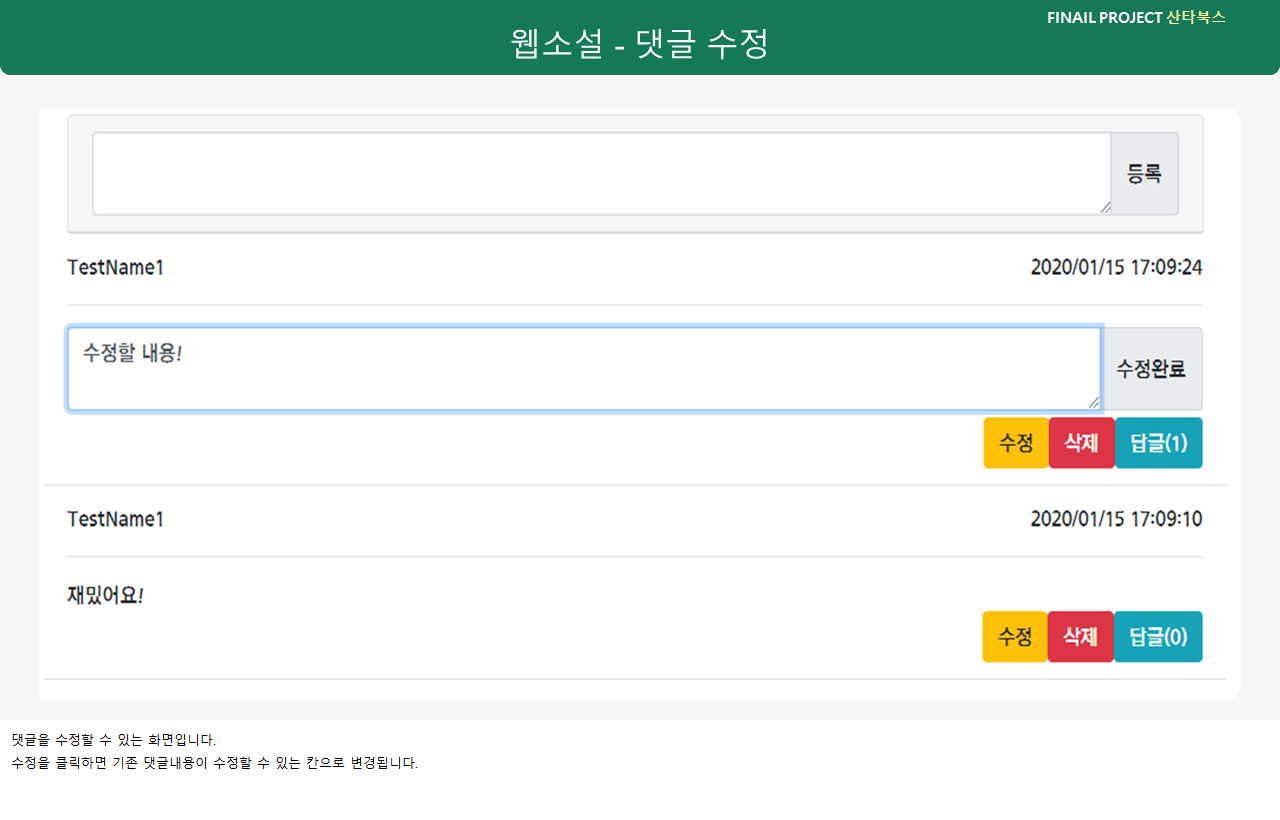 FINAIL PROJECT 산타북스
웹소설 - 댓글 수정
등록
TestName1 2020/01/15 17:09:24
수정할 내용!
수정완료
수정 삭제 답글(1)
TestName1 2020/01/15 17:09:10
재밌어요!
수정 삭제 답글(0)
댓글을 수정할 수 있는 화면입니다.
수정을 클릭하면 기존 댓글내용이 수정할 수 있는 칸으로 변경됩니다.